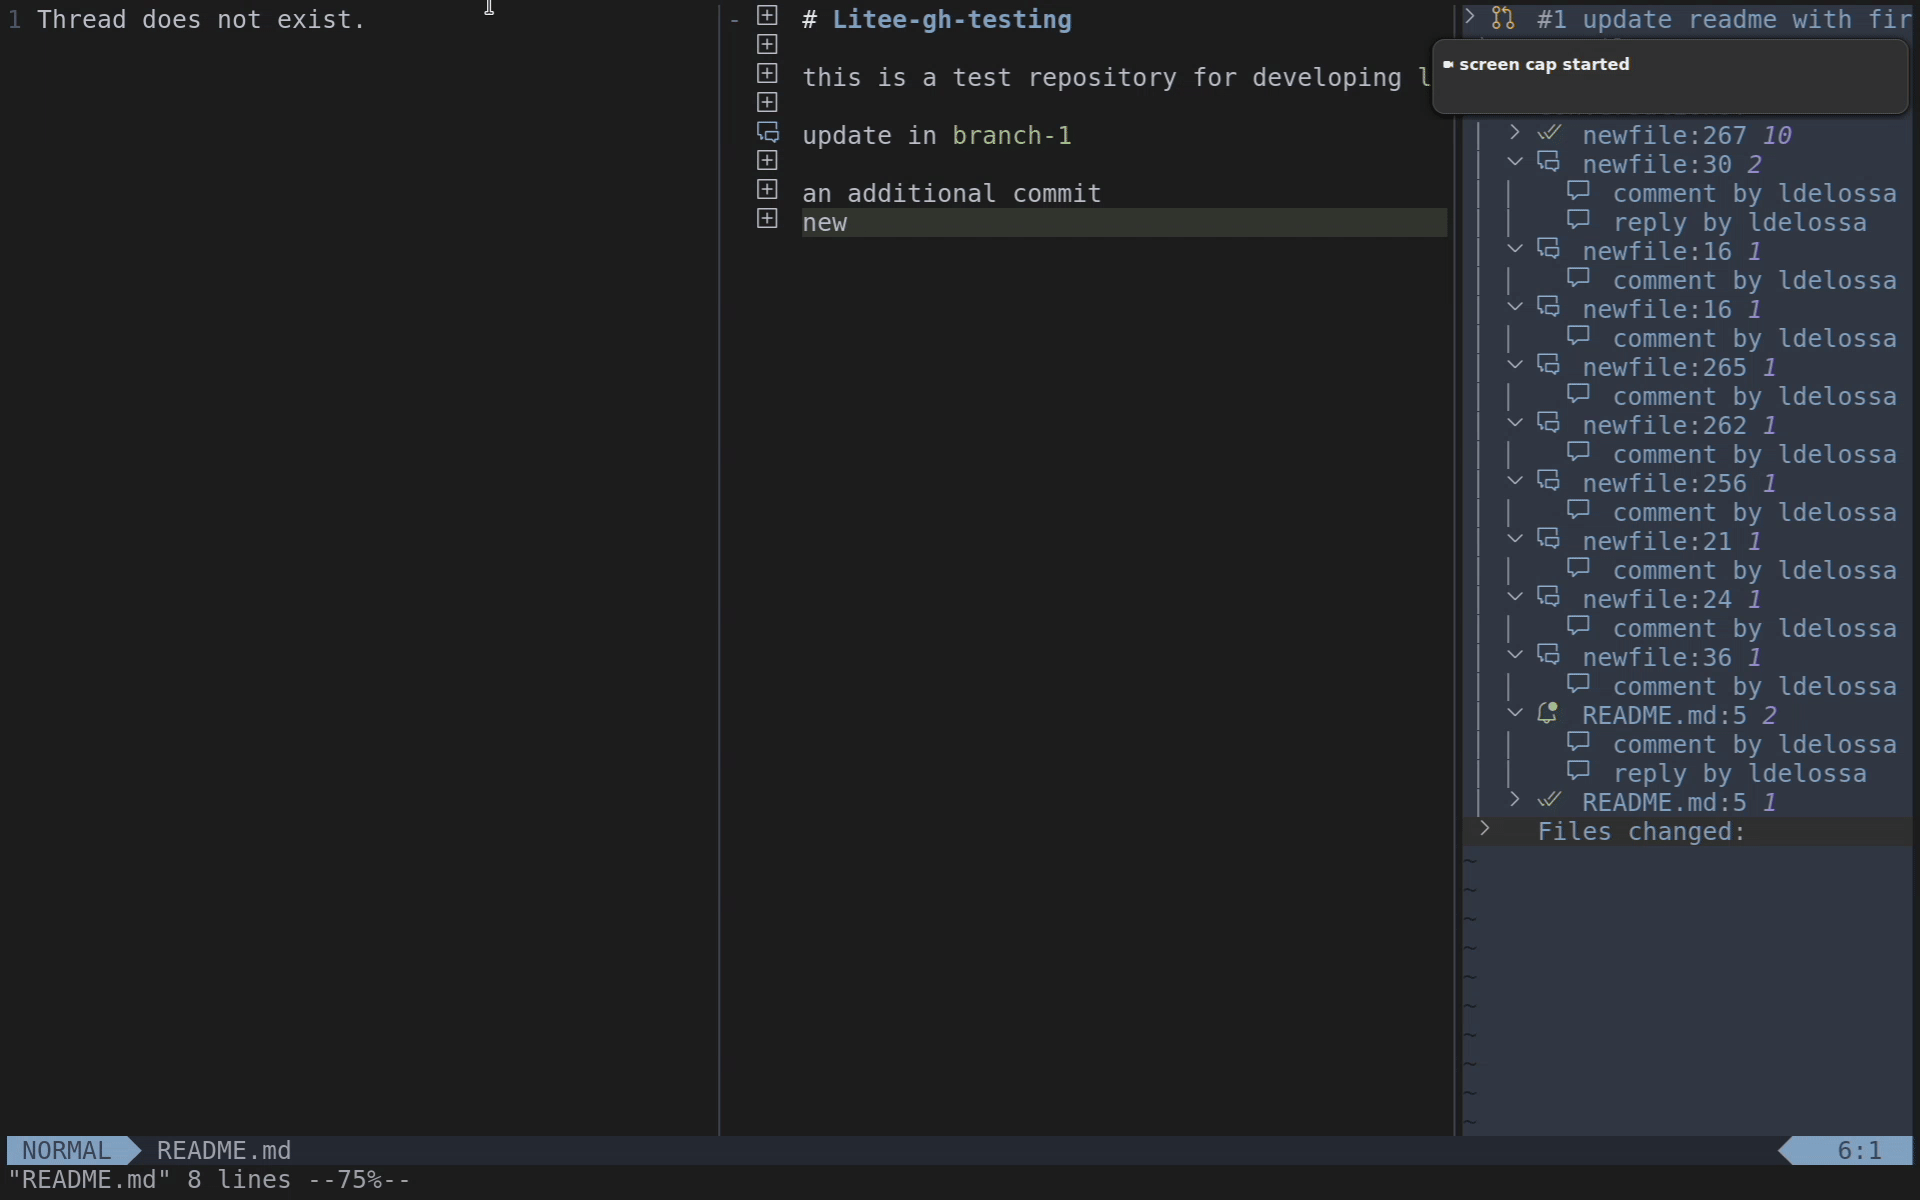 1 Thread does not exist.
- # Litee-gh-testing
this is a test repository for developing l
update in branch-1
an additional commit
new
> #1 update readme with fir
screen cap started
> newfile:267 10
newfile:30 2
comment by ldelossa
reply by ldelossa
newfile:16 1
comment by ldelossa
newfile:16 1
comment by ldelossa
newfile:265 1
comment by ldelossa
newfile:262 1
comment by ldelossa
newfile:256 1
comment by ldelossa
newfile:21 1
comment by ldelossa
newfile:24 1
comment by ldelossa
newfile:36 1
comment by ldelossa
README.md:5 2
comment by ldelossa
reply by ldelossa
> README.md:5 1
> Files changed:
~
~
~
~
~
~
~
~
~
~
NORMAL README.md 6:1
"README.md" 8 lines --75%--